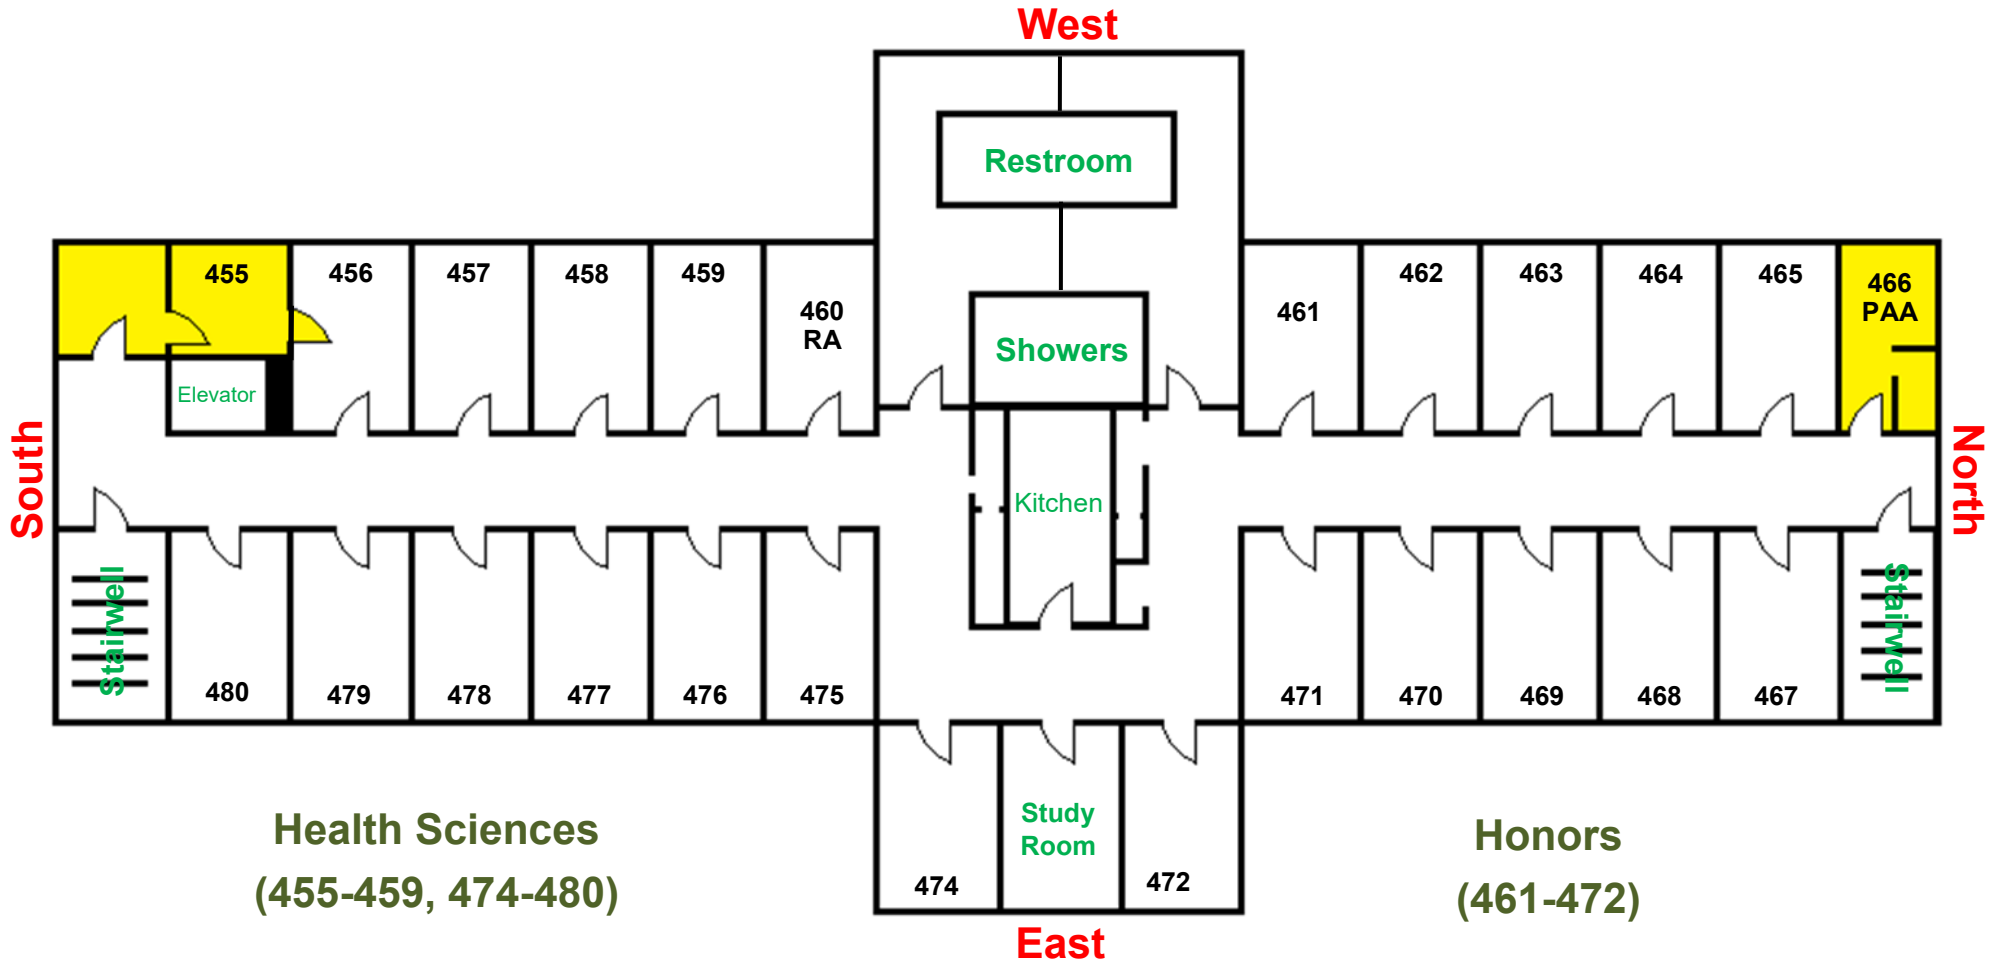 West
Restroom
455
456
457
458
459
460
RA
461
462
463
464
465
466
PAA
Showers
Elevator
South
Kitchen
North
Stairwell
Stairwell
480
479
478
477
476
475
471
470
469
468
467
Study
Room
474
472
Health Sciences
(455-459, 474-480)
Honors
(461-472)
East